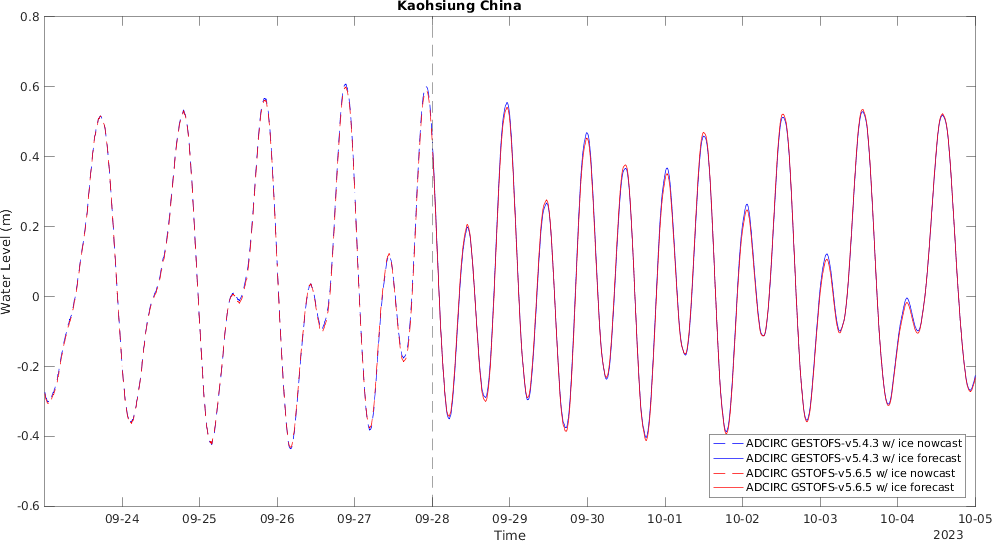 Kaohsiung China
0.8
0.6
0.4
0.2
0
-0.2
-0.4
-0.6
Water Level (m)
09-24 09-25 09-26 09-27 09-28 09-29 09-30 10-01 10-02 10-03 10-04 10-05
Time
2023
ADCIRC GESTOFS-v5.4.3 w/ ice nowcast
ADCIRC GESTOFS-v5.4.3 w/ ice forecast
ADCIRC GSTOFS-v5.6.5 w/ ice nowcast
ADCIRC GSTOFS-v5.6.5 w/ ice forecast